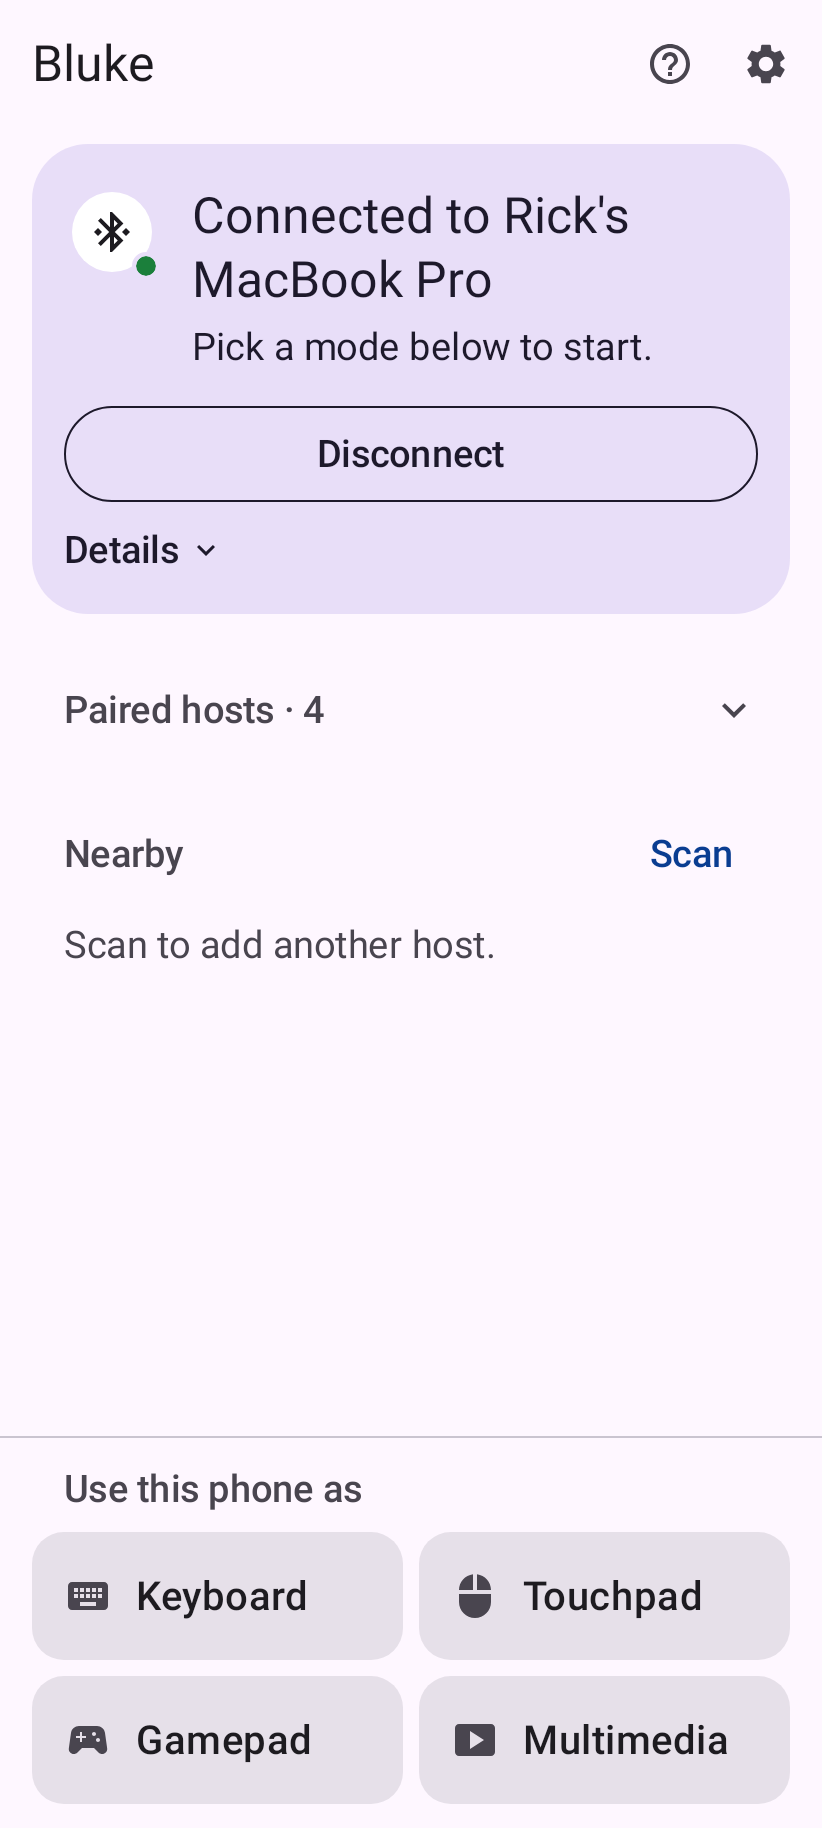 Bluke
Connected to Rick's
MacBook Pro
Pick a mode below to start.
Disconnect
Details
Paired hosts · 4
Nearby
Scan
Scan to add another host.
Use this phone as
Keyboard
Touchpad
Gamepad
Multimedia